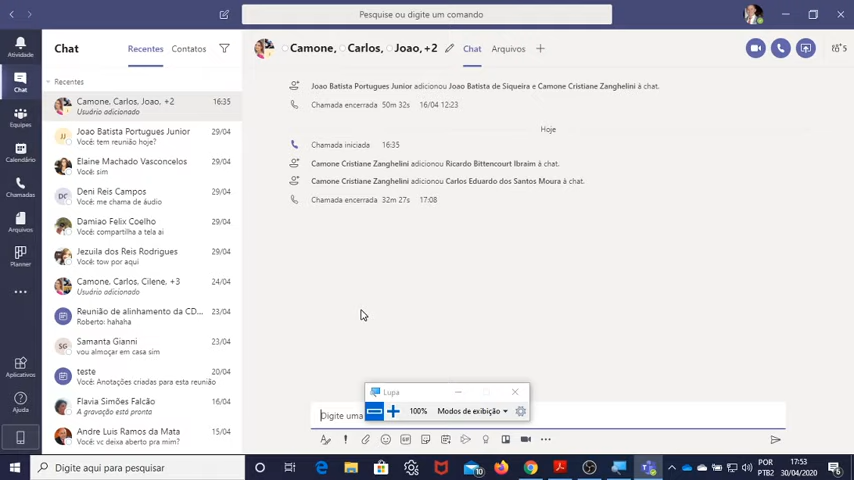 Pesquise ou digite um comando
Atividade
Chat
Equipes
Calendário
Chamadas
Arquivos
Planner
Aplicativos
Ajuda
Chat
Recentes
Contatos
Recentes
Camone, Carlos, Joao, +2 16:35
Usuário adicionado
JJ
Joao Batista Portugues Junior 29/04
Você: tem reunião hoje?
Elaine Machado Vasconcelos 29/04
Você: sim
DC
Deni Reis Campos 29/04
Você: me chama de áudio
Damiao Felix Coelho 29/04
Você: compartilha a tela ai
Jezuila dos Reis Rodrigues 29/04
Você: tow por aqui
Camone, Carlos, Cilene, +3 24/04
Usuário adicionado
Reunião de alinhamento da CD... 23/04
Roberto: hahaha
SG
Samanta Gianni 23/04
vou almoçar em casa sim
teste 20/04
Você: Anotações criadas para esta reunião
Flavia Simões Falcão 16/04
A gravação está pronta
Andre Luis Ramos da Mata 15/04
Você: vc deixa aberto pra mim?
Camone, Carlos, Joao, +2
Chat
Arquivos
5
Joao Batista Portugues Junior adicionou Joao Batista de Siqueira e Camone Cristiane Zanghelini à chat.
Chamada encerrada 50m 32s 16/04 12:23
Hoje
Chamada iniciada 16:35
Camone Cristiane Zanghelini adicionou Ricardo Bittencourt Ibraim à chat.
Camone Cristiane Zanghelini adicionou Carlos Eduardo dos Santos Moura à chat.
Chamada encerrada 32m 27s 17:08
Lupa
100% Modos de exibição
Digite uma
GIF
Digite aqui para pesquisar
10
POR
PTB2
17:53
30/04/2020